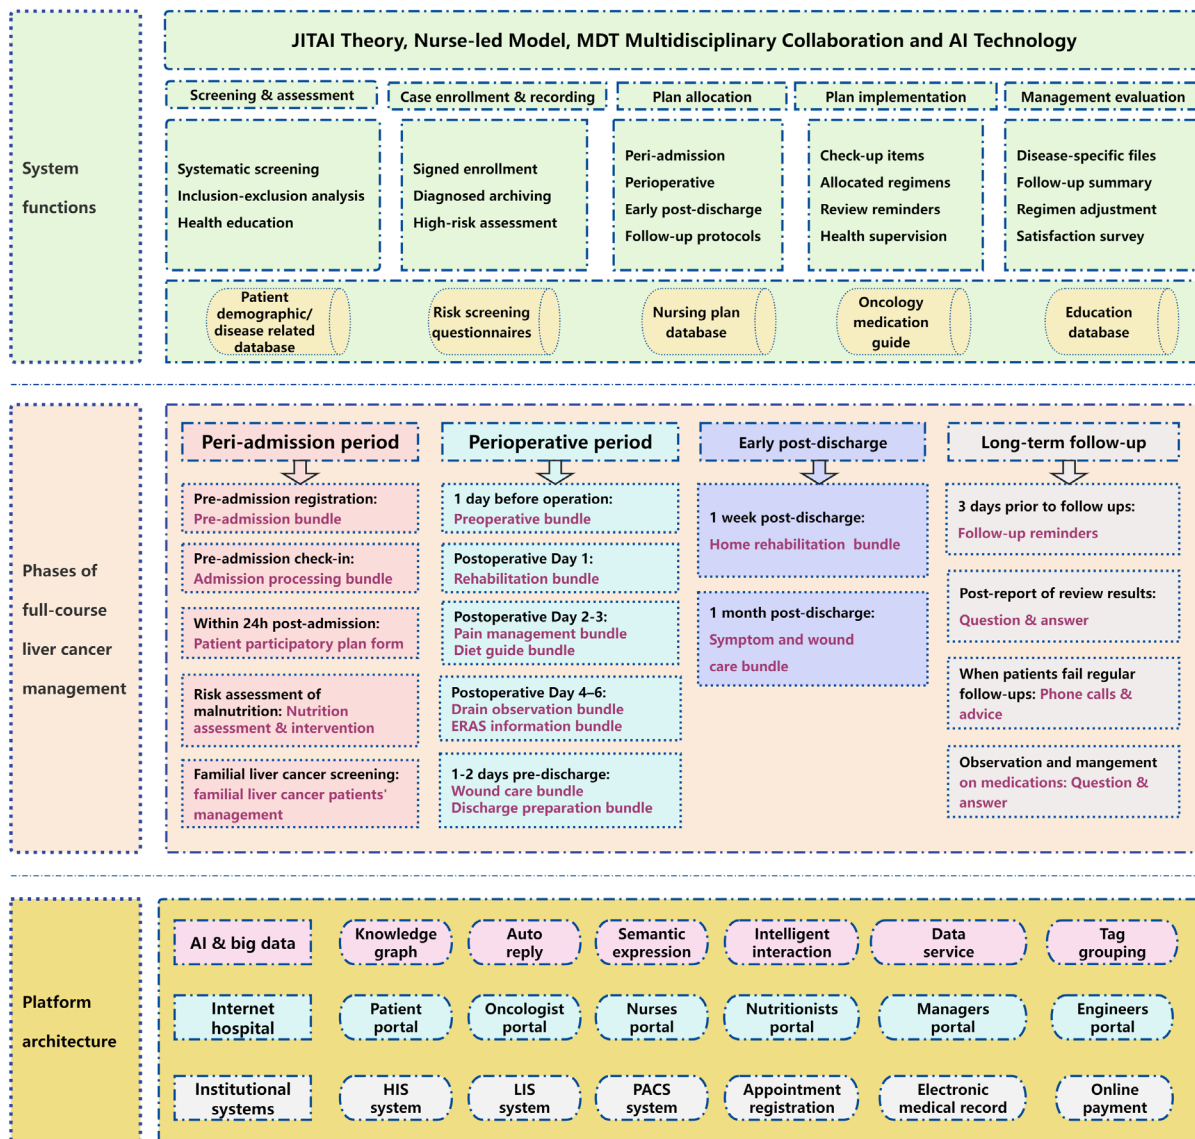 JITAI Theory, Nurse-led Model, MDT Multidisciplinary Collaboration and AI Technology
System
functions
Screening & assessment
Case enrollment & recording
Plan allocation
Plan implementation
Management evaluation
Systematic screening
Inclusion-exclusion analysis
Health education
Signed enrollment
Diagnosed archiving
High-risk assessment
Peri-admission
Perioperative
Early post-discharge
Follow-up protocols
Check-up items
Allocated regimens
Review reminders
Health supervision
Disease-specific files
Follow-up summary
Regimen adjustment
Satisfaction survey
Patient
demographic/
disease related
database
Risk screening
questionnaires
Nursing plan
database
Oncology
medication
guide
Education
database
Phases of
full-course
liver cancer
management
Peri-admission period
Pre-admission registration:
Pre-admission bundle
Pre-admission check-in:
Admission processing bundle
Within 24h post-admission:
Patient participatory plan form
Risk assessment of
malnutrition: Nutrition
assessment & intervention
Familial liver cancer screening:
familial liver cancer patients'
management
Perioperative period
1 day before operation:
Preoperative bundle
Postoperative Day 1:
Rehabilitation bundle
Postoperative Day 2-3:
Pain management bundle
Diet guide bundle
Postoperative Day 4–6:
Drain observation bundle
ERAS information bundle
1-2 days pre-discharge:
Wound care bundle
Discharge preparation bundle
Early post-discharge
1 week post-discharge:
Home rehabilitation bundle
1 month post-discharge:
Symptom and wound
care bundle
Long-term follow-up
3 days prior to follow ups:
Follow-up reminders
Post-report of review results:
Question & answer
When patients fail regular
follow-ups: Phone calls &
advice
Observation and mangement
on medications: Question &
answer
Platform
architecture
AI & big data
Knowledge
graph
Auto
reply
Semantic
expression
Intelligent
interaction
Data
service
Tag
grouping
Internet
hospital
Patient
portal
Oncologist
portal
Nurses
portal
Nutritionists
portal
Managers
portal
Engineers
portal
Institutional
systems
HIS
system
LIS
system
PACS
system
Appointment
registration
Electronic
medical record
Online
payment